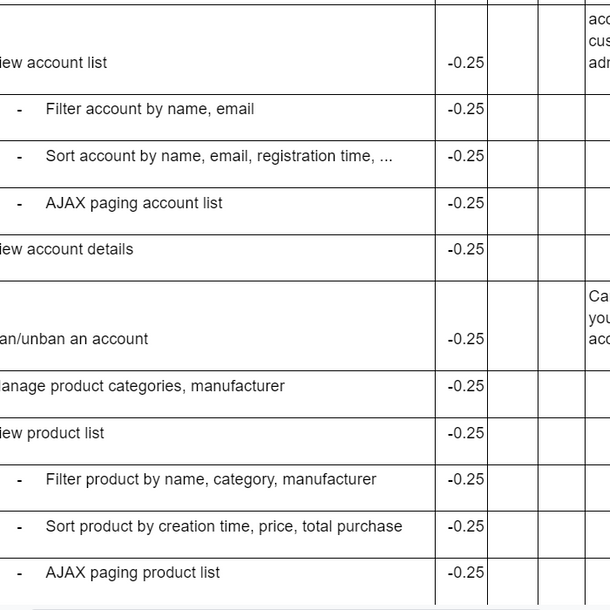 acc
cus
iew account list -0.25 adr
- Filter account by name, email -0.25
- Sort account by name, email, registration time, ... -0.25
- AJAX paging account list -0.25
iew account details -0.25
Ca
you
an/unban an account -0.25 acc
anage product categories, manufacturer -0.25
iew product list -0.25
- Filter product by name, category, manufacturer -0.25
- Sort product by creation time, price, total purchase -0.25
- AJAX paging product list -0.25